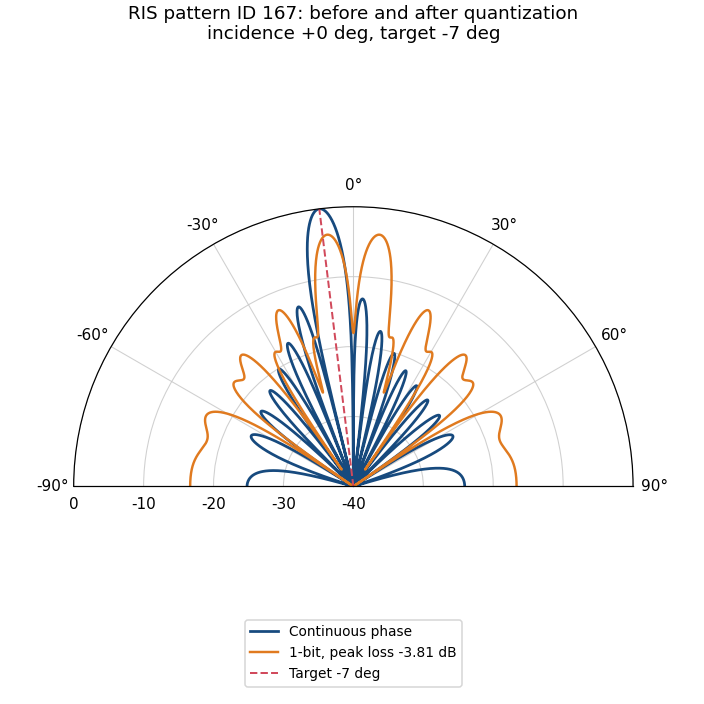 RIS pattern ID 167: before and after quantization
incidence +0 deg, target -7 deg
0°
-30°
30°
-60°
60°
-90°
90°
0
-10
-20
-30
-40
Continuous phase
1-bit, peak loss -3.81 dB
Target -7 deg